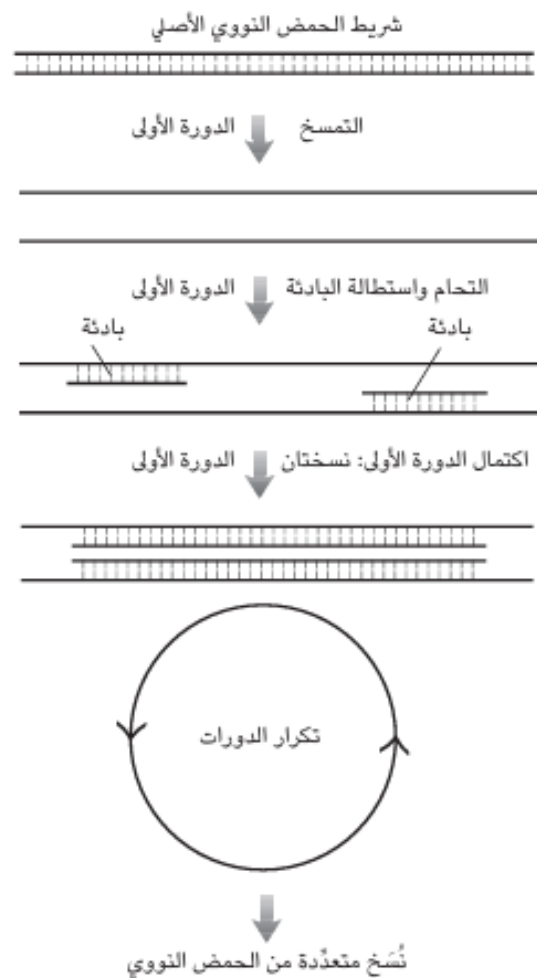 شريط الحمض النووي الأصلي
التمسخ الدورة الأولى
التحام واستطالة البادئة الدورة الأولى
بادئة بادئة
اكتمال الدورة الأولى: نسختان الدورة الأولى
تكرار الدورات
نُسَخ متعدِّدة من الحمض النووي